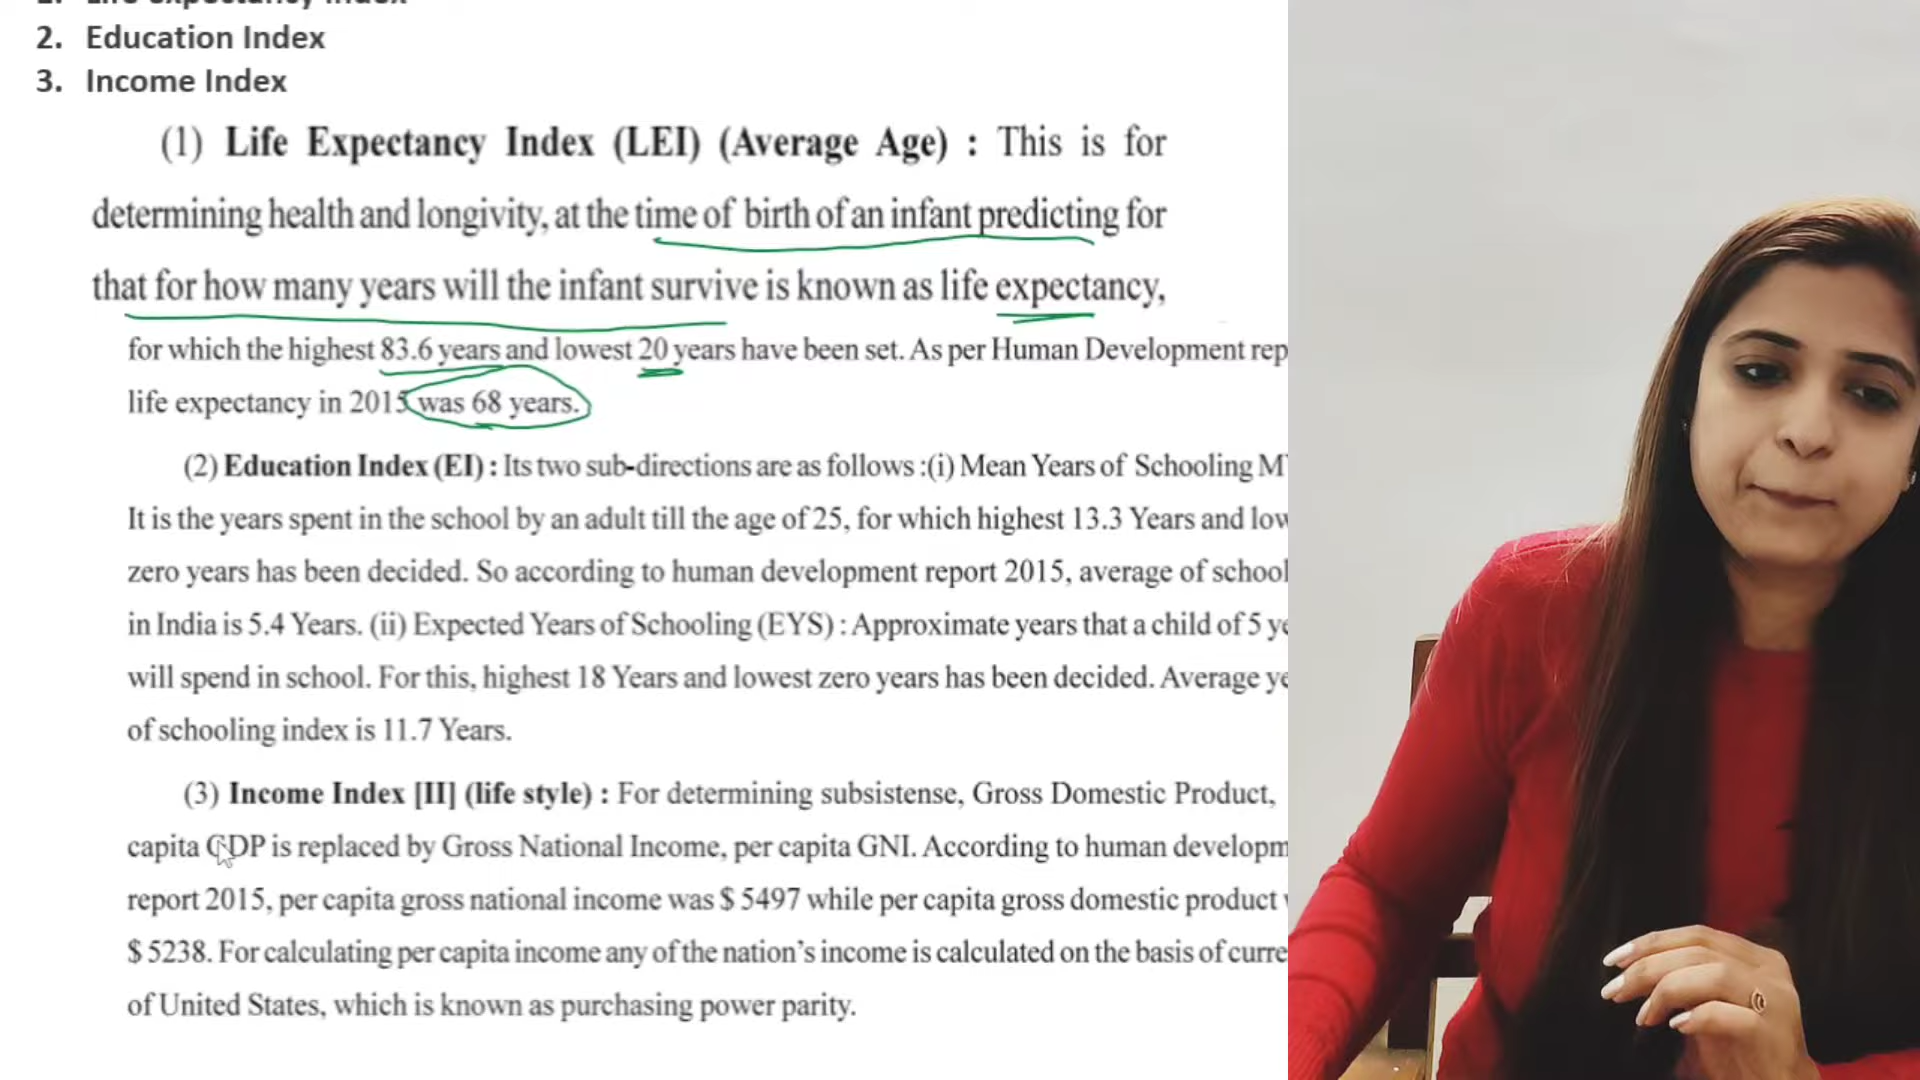 1. Life expectancy Index
2. Education Index
3. Income Index
(1) Life Expectancy Index (LEI) (Average Age) : This is for
determining health and longivity, at the time of birth of an infant predicting for
that for how many years will the infant survive is known as life expectancy,
for which the highest 83.6 years and lowest 20 years have been set. As per Human Development rep
life expectancy in 2015 was 68 years.
(2) Education Index (EI) : Its two sub-directions are as follows :(i) Mean Years of Schooling M
It is the years spent in the school by an adult till the age of 25, for which highest 13.3 Years and low
zero years has been decided. So according to human development report 2015, average of school
in India is 5.4 Years. (ii) Expected Years of Schooling (EYS) : Approximate years that a child of 5 ye
will spend in school. For this, highest 18 Years and lowest zero years has been decided. Average ye
of schooling index is 11.7 Years.
(3) Income Index [II] (life style) : For determining subsistense, Gross Domestic Product,
capita GDP is replaced by Gross National Income, per capita GNI. According to human developm
report 2015, per capita gross national income was $ 5497 while per capita gross domestic product
$ 5238. For calculating per capita income any of the nation's income is calculated on the basis of curre
of United States, which is known as purchasing power parity.